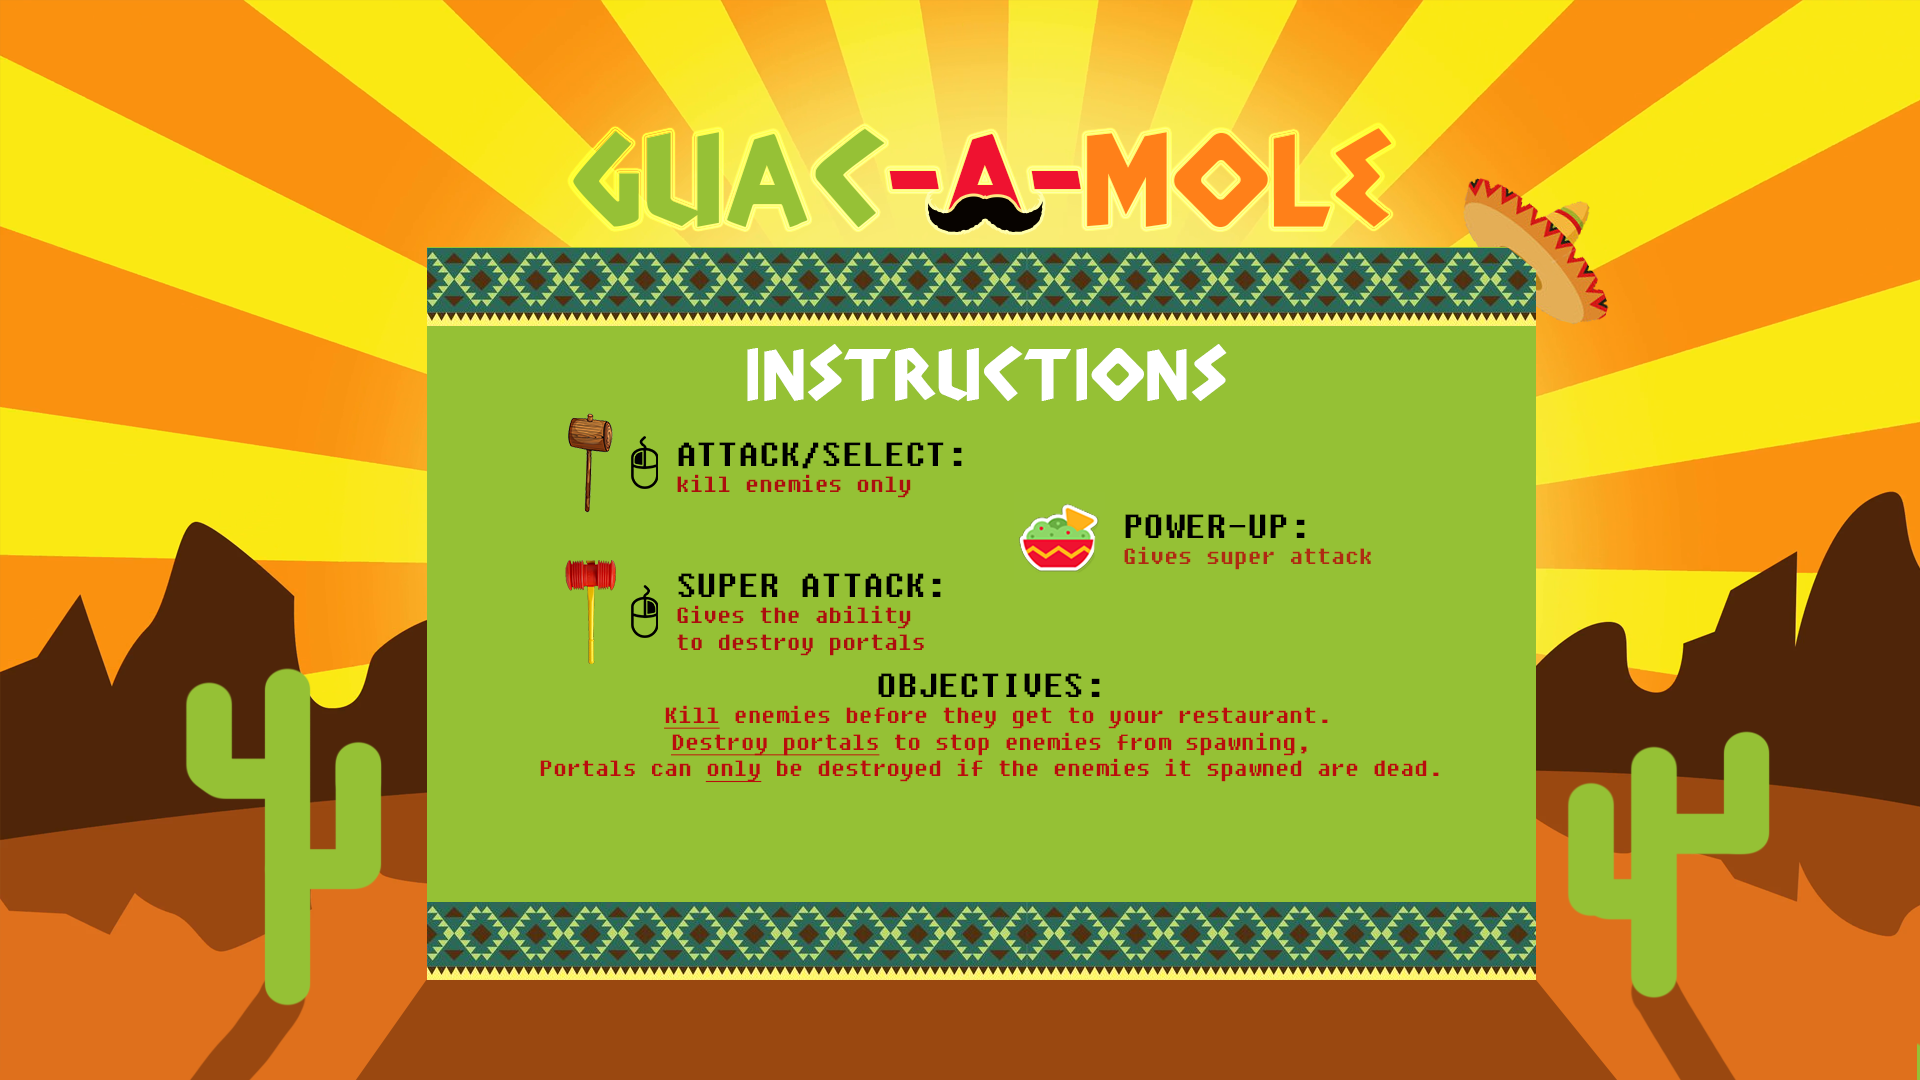 GUAC-A-MOLE
INSTRUCTIONS
ATTACK/SELECT:
kill enemies only
POWER-UP:
Gives super attack
SUPER ATTACK:
Gives the ability
to destroy portals
OBJECTIVES:
Kill enemies before they get to your restaurant.
Destroy portals to stop enemies from spawning,
Portals can only be destroyed if the enemies it spawned are dead.